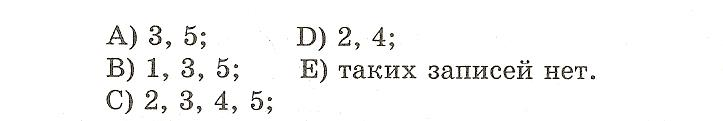 A) 3, 5; D) 2, 4;
B) 1, 3, 5; E) таких записей нет.
C) 2, 3, 4, 5;